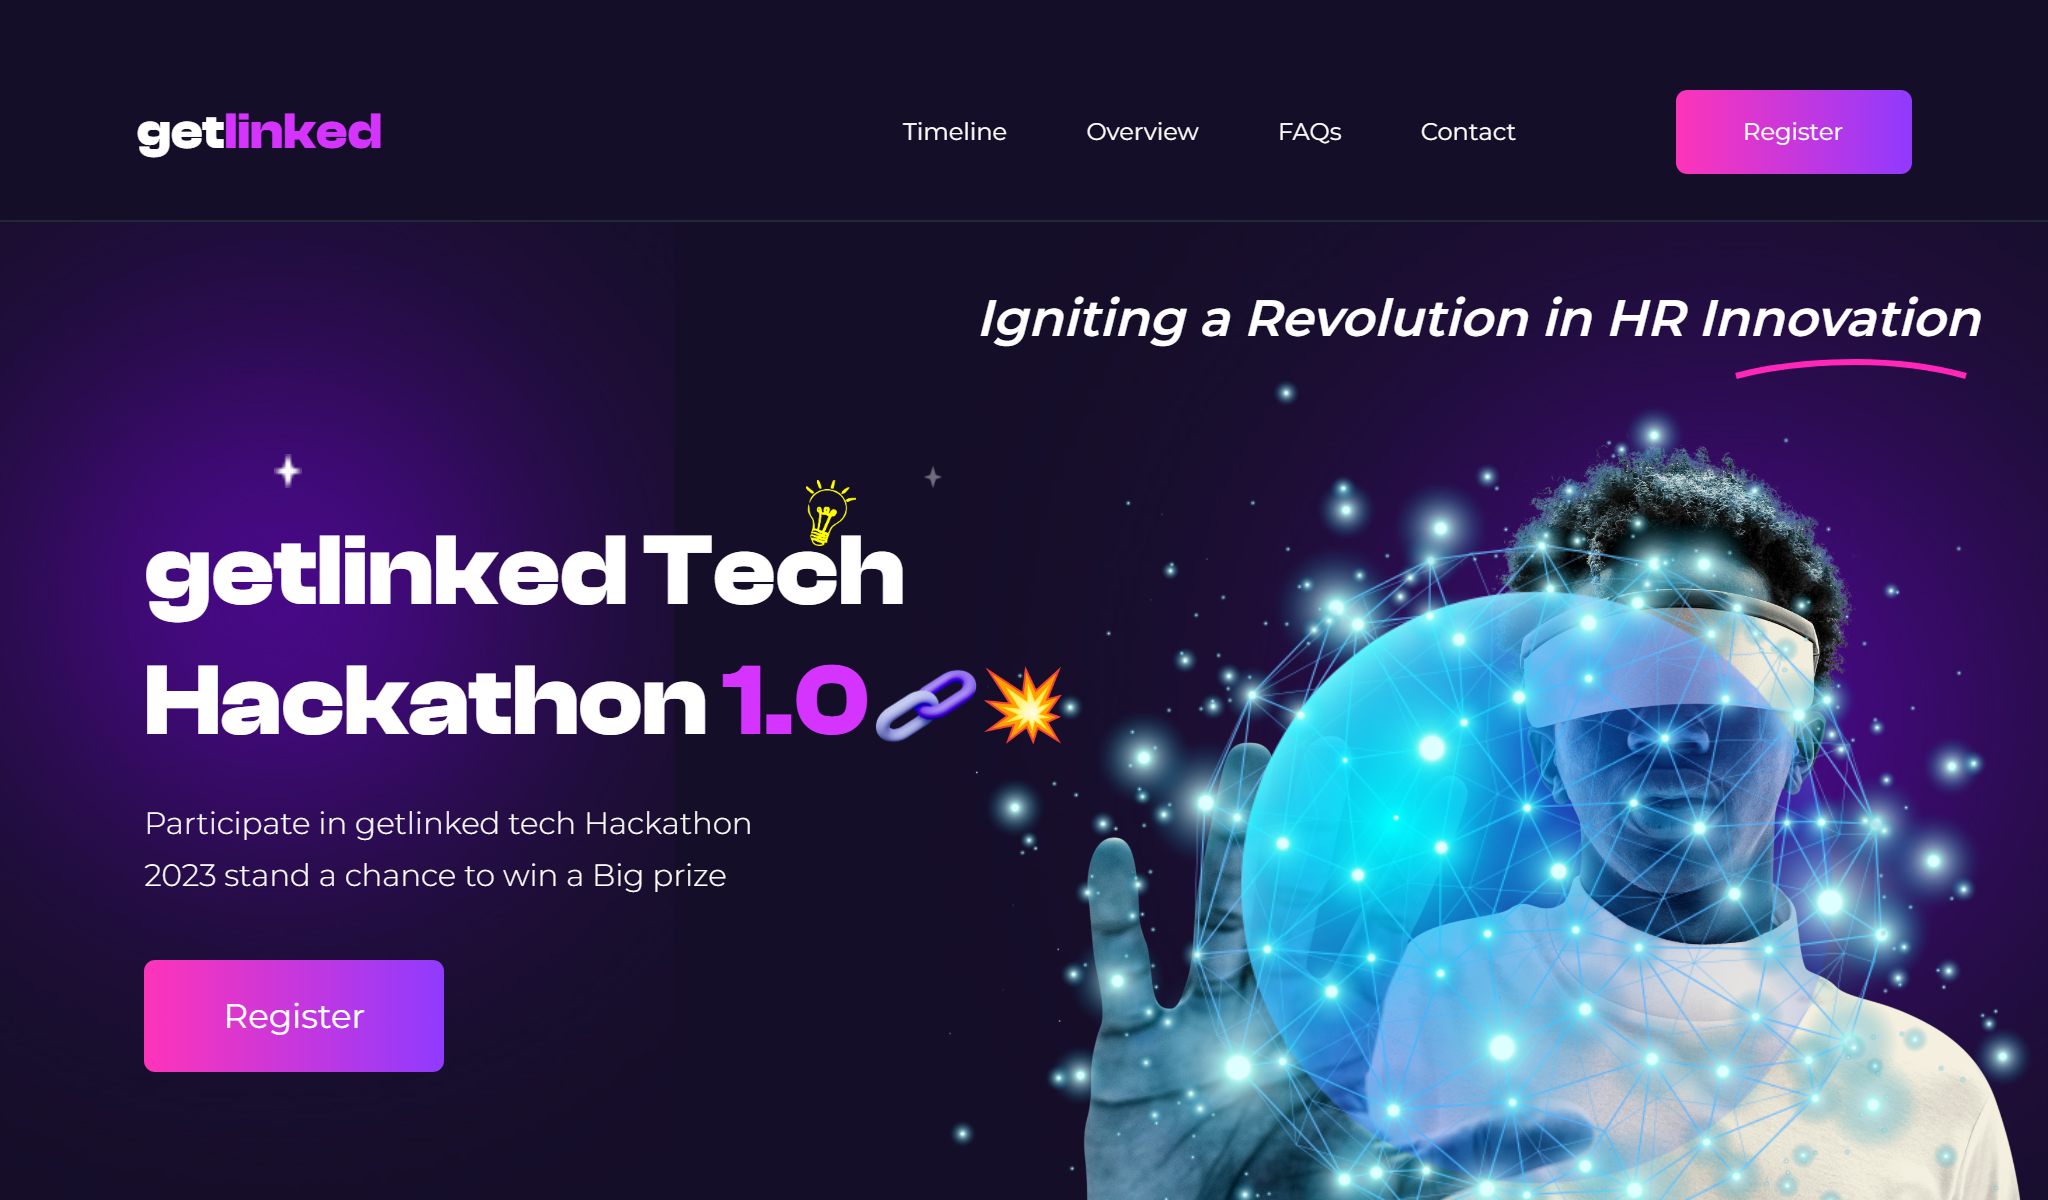 getlinked
Timeline Overview FAQs Contact Register
Igniting a Revolution in HR Innovation
getlinked Tech
Hackathon 1.0🔗💥
Participate in getlinked tech Hackathon
2023 stand a chance to win a Big prize
Register